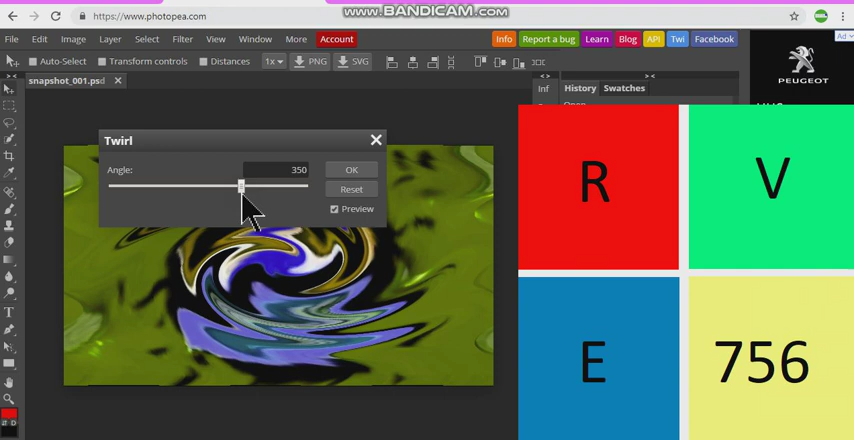 WWW.BANDICAM.COM
https://www.photopea.com
File Edit Image Layer Select Filter View Window More Account Info Report a bug Learn Blog API Twi Facebook
Auto-Select Transform controls Distances 1x PNG SVG
Ad
PEUGEOT
snapshot_001.psd
Inf History Swatches
Twirl
Angle: 350 OK
Reset
Preview
R V
E 756
T
D